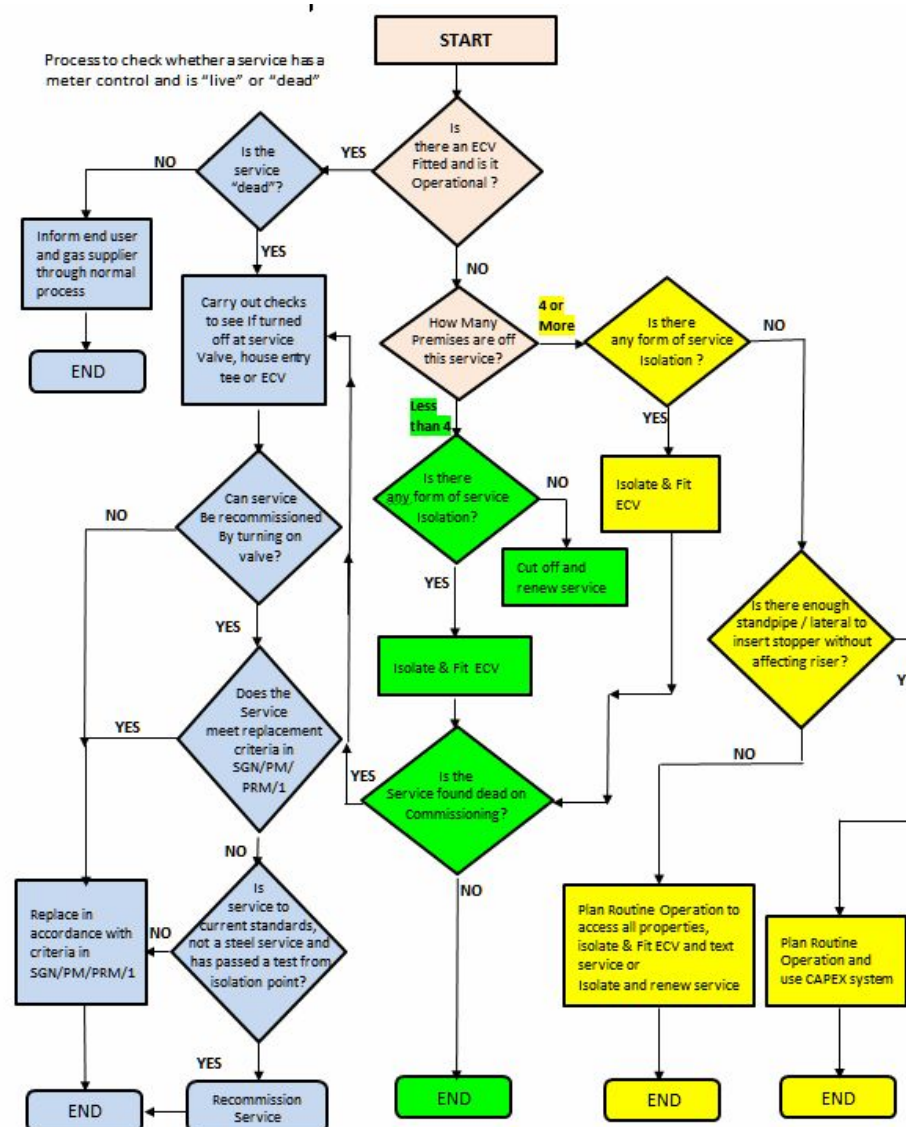 START
Process to check whether a service has a
meter control and is “live” or “dead”
Is
there an ECV
Fitted and is it
Operational ?
YES
NO
Is the
service
“dead”?
NO
YES
Inform end user
and gas supplier
through normal
process
END
Carry out checks
to see If turned
off at service
Valve, house entry
tee or ECV
How Many
Premises are off
this service?
4 or
More
Less
than 4
Is there
any form of service
Isolation ?
NO
YES
Isolate & Fit
ECV
Is there
any form of service
Isolation?
NO
YES
Cut off and
renew service
Can service
Be recommissioned
By turning on
valve?
NO
YES
Is there enough
standpipe / lateral to
insert stopper without
affecting riser?
Y
NO
Isolate & Fit ECV
Does the
Service
meet replacement
criteria in
SGN/PM/
PRM/1
YES
NO
Is the
Service found dead on
Commissioning?
YES
NO
Is
service to
current standards,
not a steel service and
has passed a test from
isolation point?
NO
YES
Replace in
accordance with
criteria in
SGN/PM/PRM/1
Plan Routine Operation to
access all properties,
isolate & Fit ECV and text
service or
Isolate and renew service
Plan Routine
Operation and
use CAPEX system
END
Recommission
Service
END
END
END